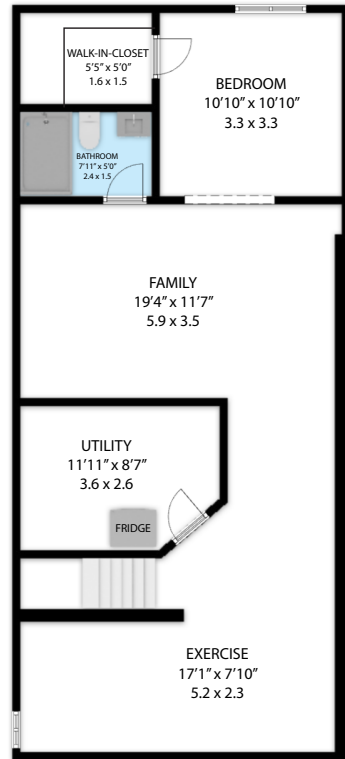 WALK-IN-CLOSET
5'5" x 5'0"
1.6 x 1.5
BEDROOM
10'10" x 10'10"
3.3 x 3.3
BATHROOM
7'11" x 5'0"
2.4 x 1.5
FAMILY
19'4" x 11'7"
5.9 x 3.5
UTILITY
11'11" x 8'7"
3.6 x 2.6
FRIDGE
EXERCISE
17'1" x 7'10"
5.2 x 2.3